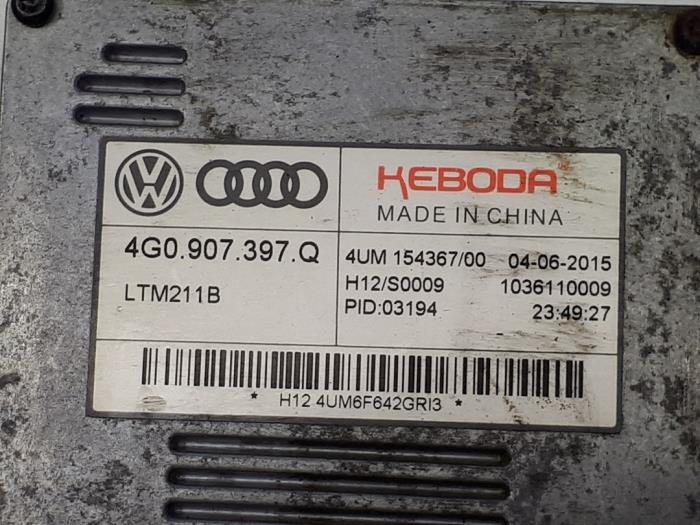 KEBODA
MADE IN CHINA
4G0.907.397.Q
LTM211B
4UM 154367/00 04-06-2015
H12/S0009 1036110009
PID:03194 23:49:27
* H12 4UM6F642GRI3 *